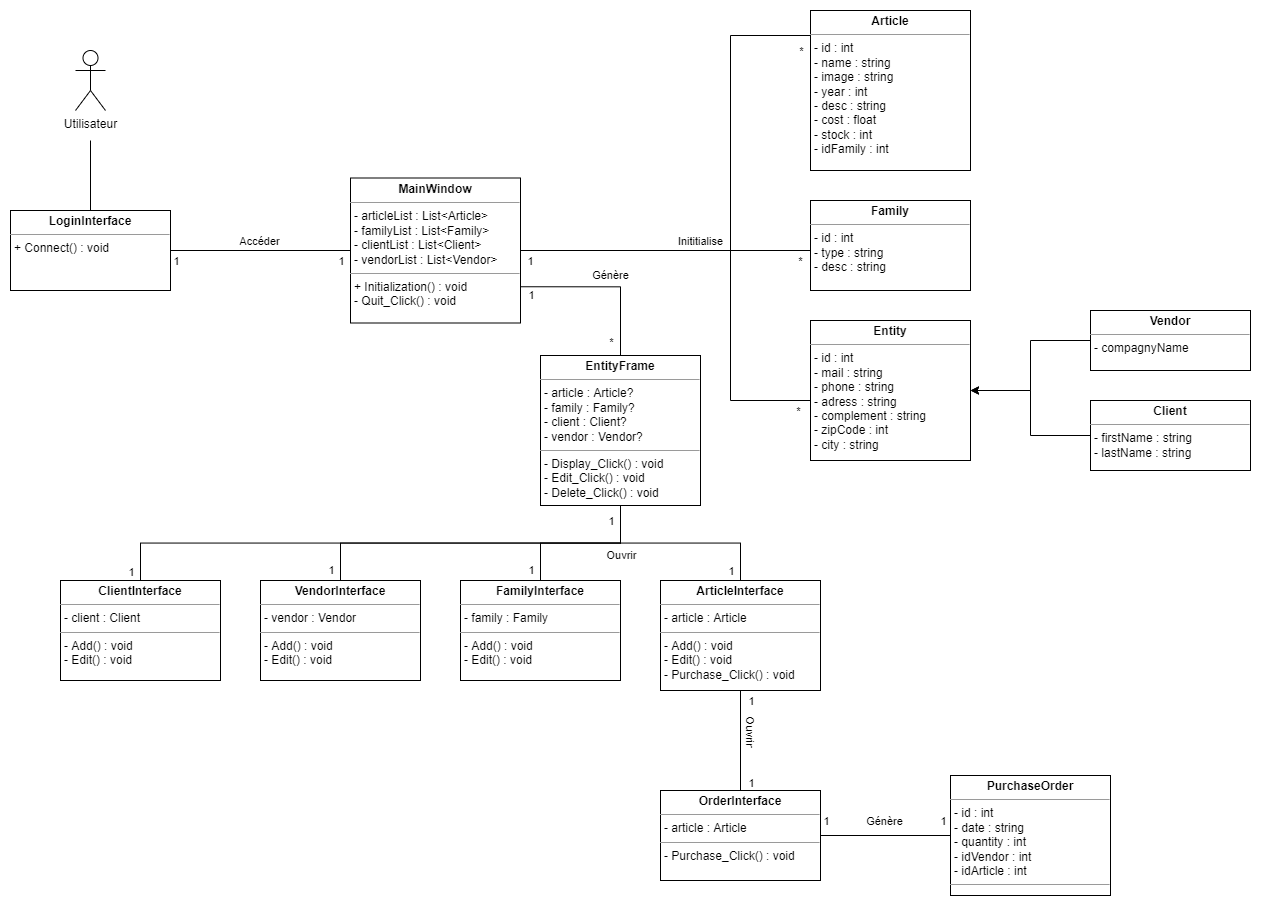 Utilisateur
LoginInterface
+ Connect() : void
Accéder
1
1
MainWindow
- articleList : List<Article>
- familyList : List<Family>
- clientList : List<Client>
- vendorList : List<Vendor>
+ Initialization() : void
- Quit_Click() : void
1
Inititialise
*
*
*
Article
- id : int
- name : string
- image : string
- year : int
- desc : string
- cost : float
- stock : int
- idFamily : int
Family
- id : int
- type : string
- desc : string
Entity
- id : int
- mail : string
- phone : string
- adress : string
- complement : string
- zipCode : int
- city : string
Vendor
- compagnyName
Client
- firstName : string
- lastName : string
Génère
1
*
EntityFrame
- article : Article?
- family : Family?
- client : Client?
- vendor : Vendor?
- Display_Click() : void
- Edit_Click() : void
- Delete_Click() : void
1
Ouvrir
1
1
1
1
ClientInterface
- client : Client
- Add() : void
- Edit() : void
VendorInterface
- vendor : Vendor
- Add() : void
- Edit() : void
FamilyInterface
- family : Family
- Add() : void
- Edit() : void
ArticleInterface
- article : Article
- Add() : void
- Edit() : void
- Purchase_Click() : void
1
Ouvrir
1
OrderInterface
- article : Article
- Purchase_Click() : void
1
Génère
1
PurchaseOrder
- id : int
- date : string
- quantity : int
- idVendor : int
- idArticle : int